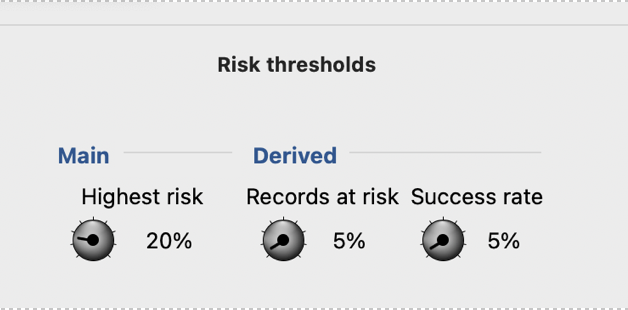 Risk thresholds
Main Derived
Highest risk Records at risk Success rate
20% 5% 5%